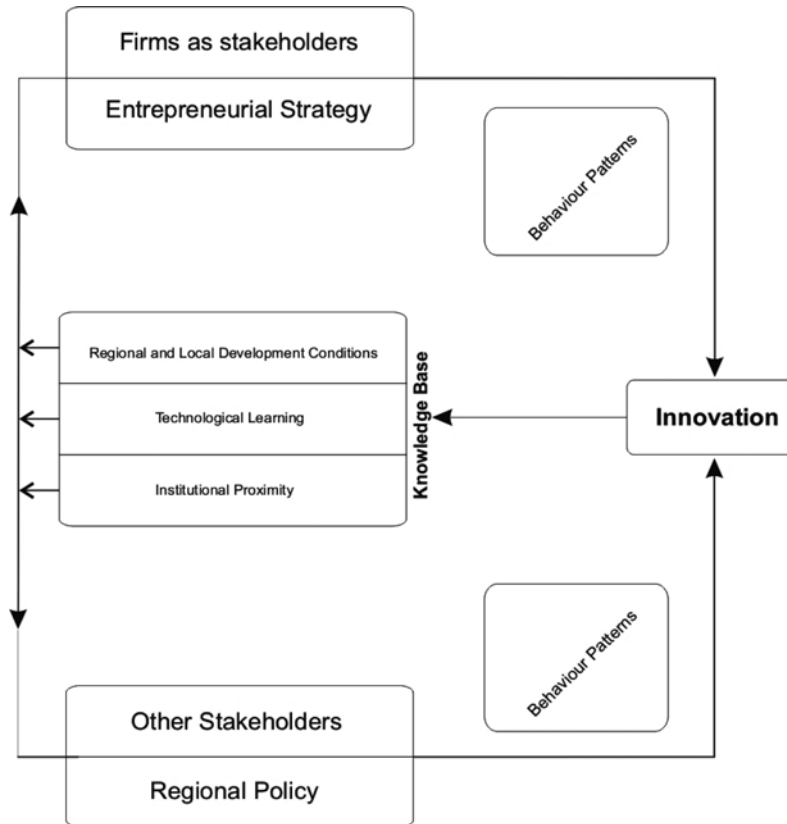 Firms as stakeholders
Entrepreneurial Strategy
Behaviour Patterns
Regional and Local Development Conditions
Technological Learning
Institutional Proximity
Knowledge Base
Innovation
Behaviour Patterns
Other Stakeholders
Regional Policy